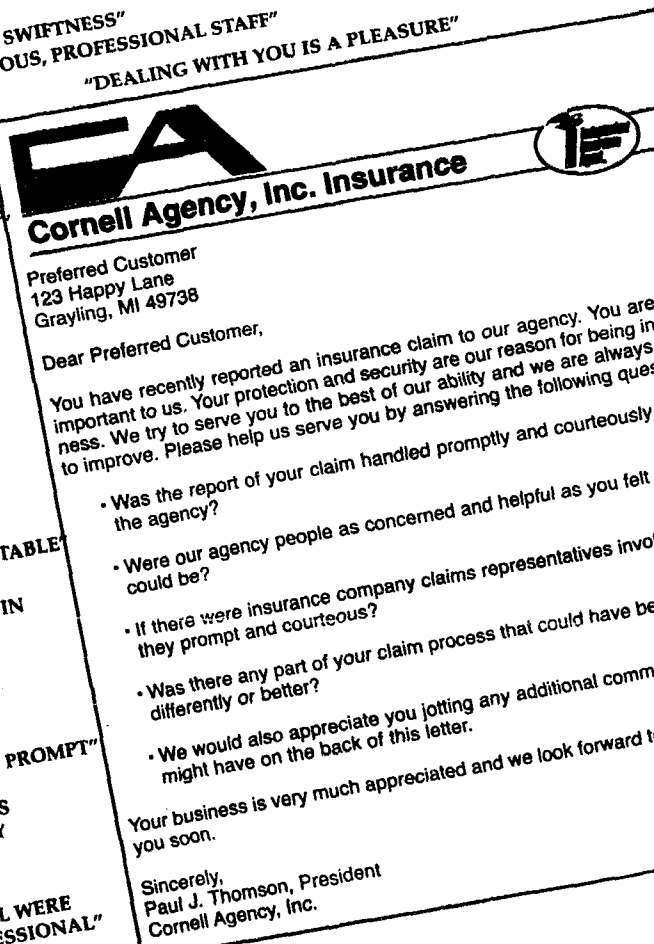 SWIFTNESS"
OUS, PROFESSIONAL STAFF"
"DEALING WITH YOU IS A PLEASURE"
CA
Cornell Agency, Inc. Insurance
Preferred Customer
123 Happy Lane
Grayling, MI 49738
Dear Preferred Customer,
You have recently reported an insurance claim to our agency. You are
important to us. Your protection and security are our reason for being in
ness. We try to serve you to the best of our ability and we are always
to improve. Please help us serve you by answering the following ques
· Was the report of your claim handled promptly and courteously
the agency?
· Were our agency people as concerned and helpful as you felt
could be?
· If there were insurance company claims representatives invol
they prompt and courteous?
· Was there any part of your claim process that could have be
differently or better?
· We would also appreciate you jotting any additional comm
might have on the back of this letter.
Your business is very much appreciated and we look forward to
you soon.
Sincerely,
Paul J. Thomson, President
Cornell Agency, Inc.
TABLE"
IN
PROMPT"
S
Y
L WERE
ESSIONAL"